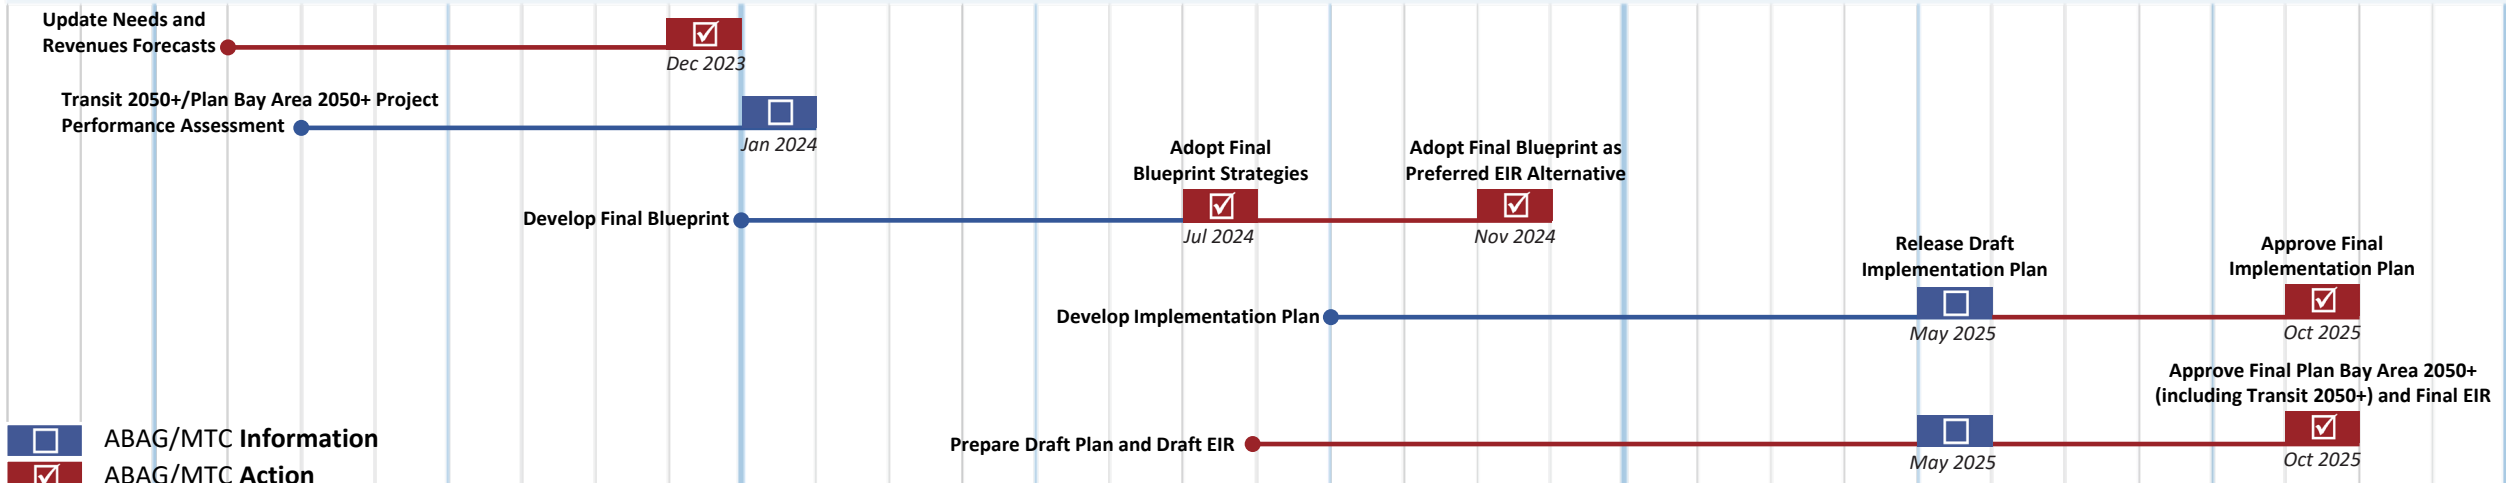 Update Needs and
Revenues Forecasts
Dec 2023
Transit 2050+/Plan Bay Area 2050+ Project
Performance Assessment
Jan 2024
Adopt Final
Blueprint Strategies
Adopt Final Blueprint as
Preferred EIR Alternative
Develop Final Blueprint
Jul 2024
Nov 2024
Release Draft
Implementation Plan
Approve Final
Implementation Plan
Develop Implementation Plan
May 2025
Oct 2025
Approve Final Plan Bay Area 2050+
(including Transit 2050+) and Final EIR
Prepare Draft Plan and Draft EIR
May 2025
Oct 2025
ABAG/MTC Information
ABAG/MTC Action